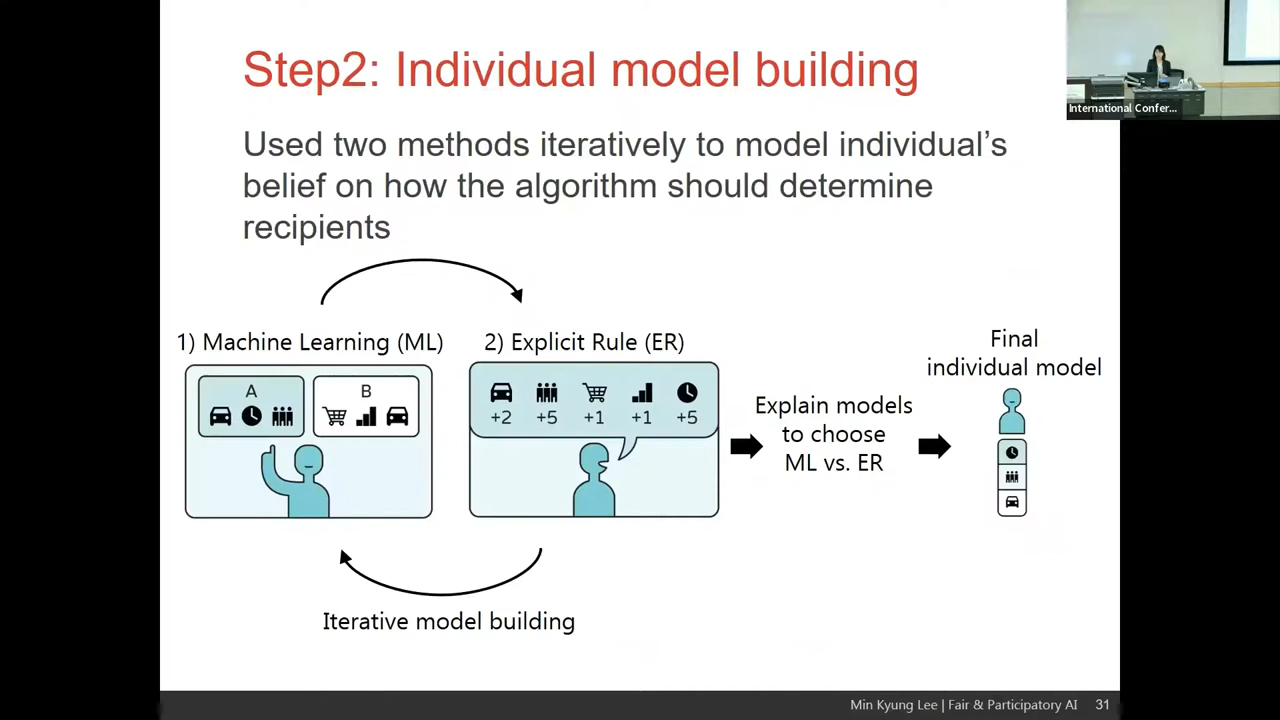 Step2: Individual model building
Used two methods iteratively to model individual’s
belief on how the algorithm should determine
recipients
1) Machine Learning (ML)
A
B
2) Explicit Rule (ER)
+2 +5 +1 +1 +5
Explain models
to choose
ML vs. ER
Final
individual model
Iterative model building
Min Kyung Lee | Fair & Participatory AI 31
International Confer...